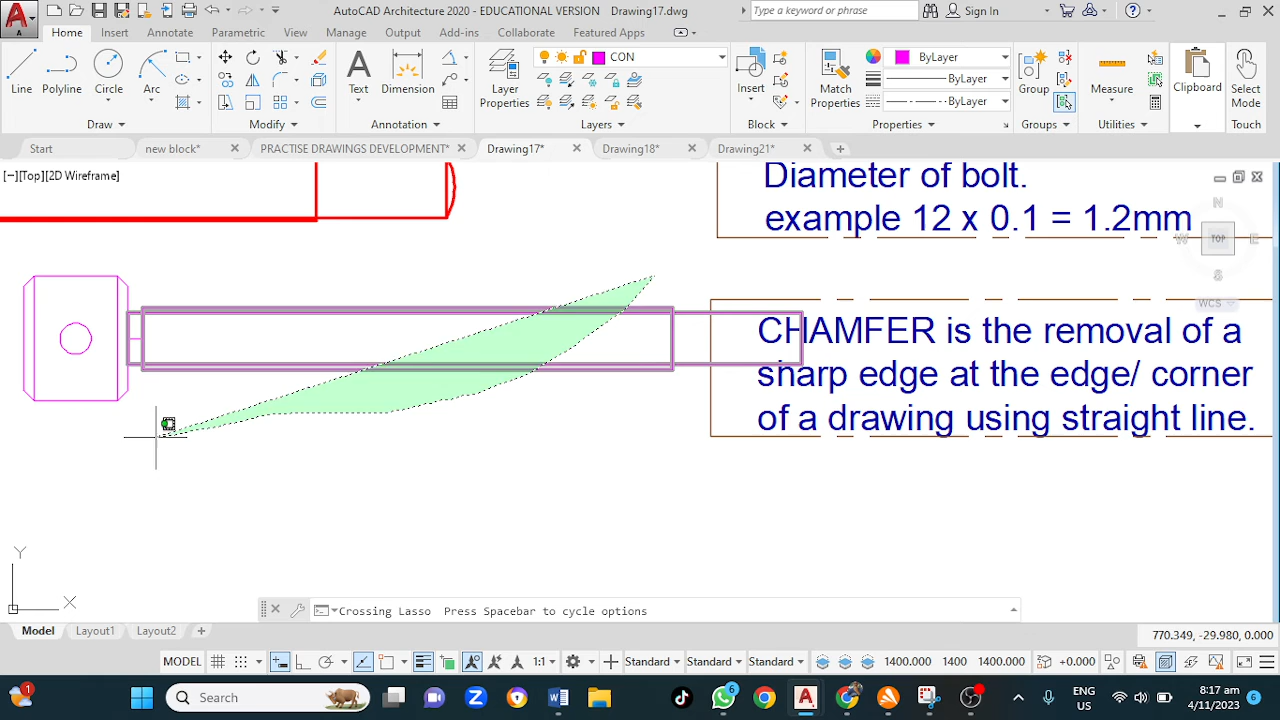 AutoCAD Architecture 2020 - EDUCATIONAL VERSION Drawing17.dwg
Type a keyword or phrase
Sign In
Home Insert Annotate Parametric View Manage Output Add-ins Collaborate Featured Apps
Line Polyline Circle Arc Text Dimension Layer Properties CON Insert Match Properties ByLayer Group Measure Clipboard Select Mode
ByLayer
ByLayer
Draw Modify Annotation Layers Block Properties Groups Utilities Touch
Start new block* PRACTISE DRAWINGS DEVELOPMENT* Drawing17* Drawing18* Drawing21*
[−][Top][2D Wireframe]
Diameter of bolt.
example 12 x 0.1 = 1.2mm
N
W TOP E
S
WCS
CHAMFER is the removal of a
sharp edge at the edge/ corner
of a drawing using straight line.
Y
X
Crossing Lasso Press Spacebar to cycle options
Model Layout1 Layout2
770.349, -29.980, 0.000
MODEL 1:1 Standard Standard Standard 1400.000 1400 +0.000
Search
ENG
US
8:17 am